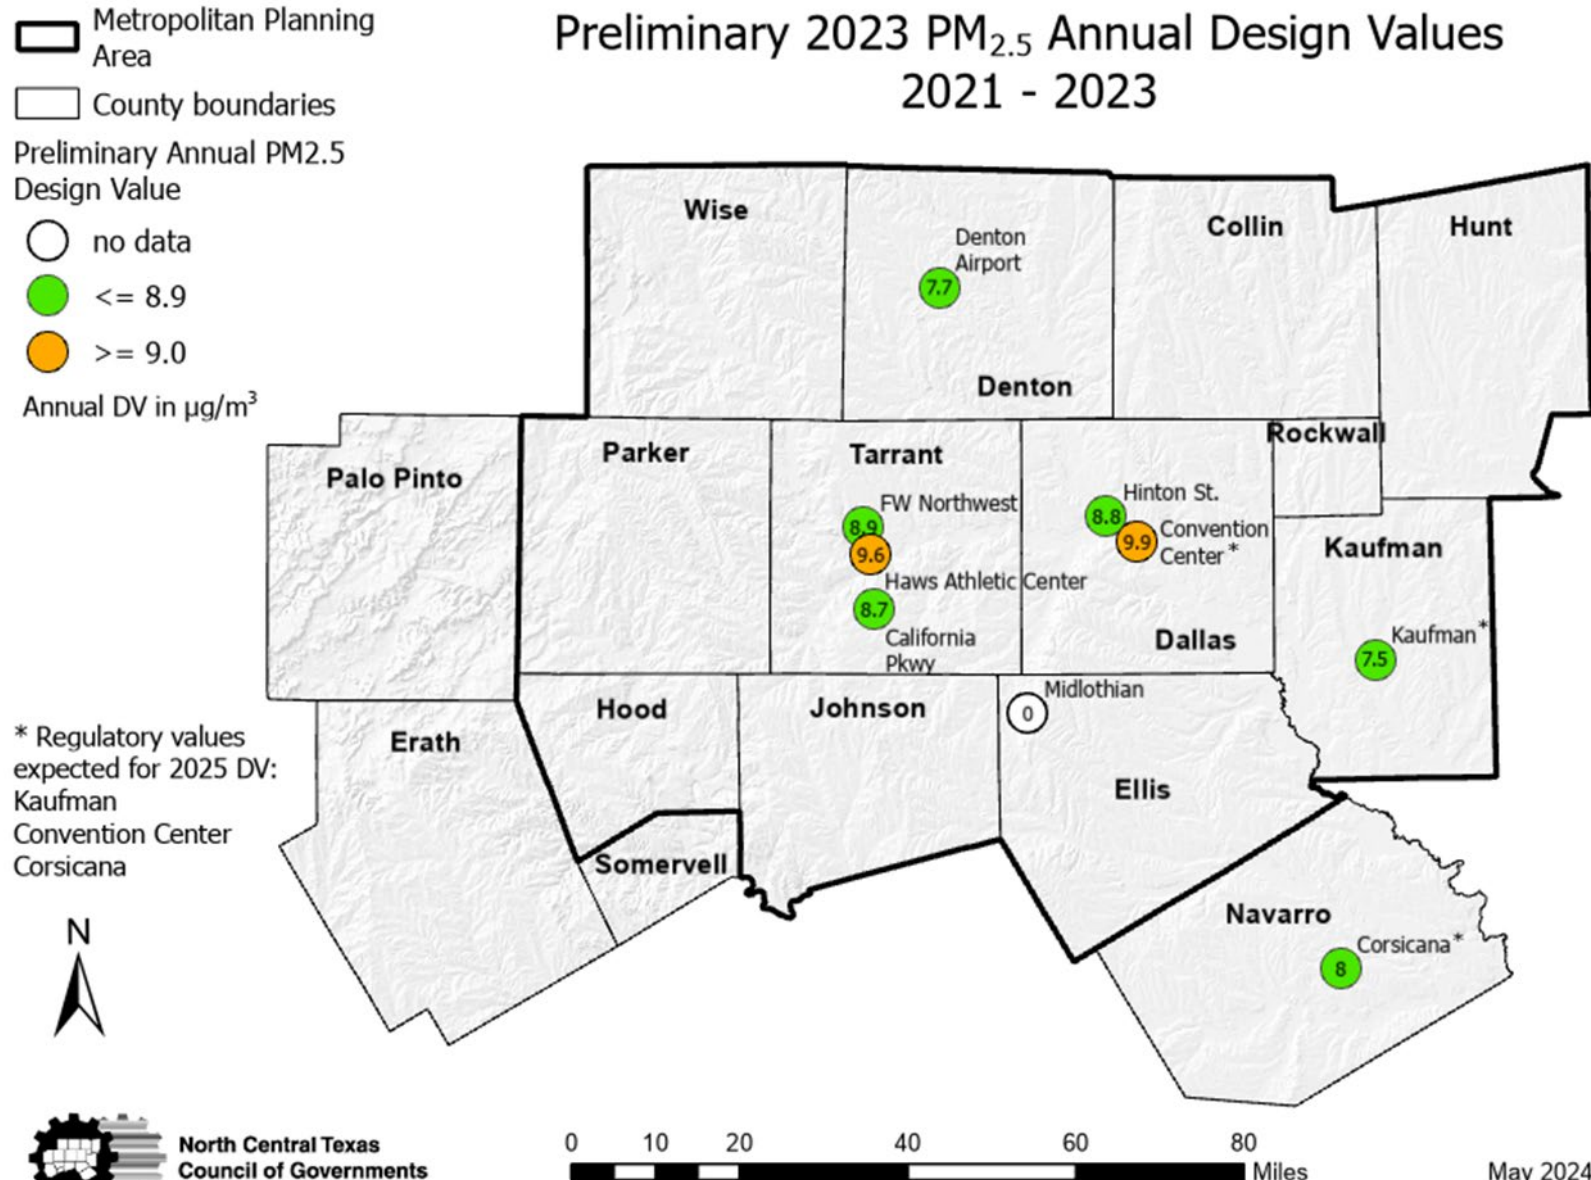 Preliminary 2023 PM2.5 Annual Design Values
2021 - 2023
Metropolitan Planning
Area
County boundaries
Preliminary Annual PM2.5
Design Value
no data
<= 8.9
>= 9.0
Annual DV in µg/m³
Wise
Denton
Airport
7.7
Denton
Collin
Hunt
Palo Pinto
Parker
Tarrant
FW Northwest
8.9
9.6
Haws Athletic Center
8.7
California
Pkwy
Hinton St.
8.8
9.9
Convention
Center *
Dallas
Rockwall
Kaufman
Kaufman *
7.5
Erath
Hood
Johnson
Midlothian
0
Ellis
Somervell
Navarro
Corsicana *
8
* Regulatory values
expected for 2025 DV:
Kaufman
Convention Center
Corsicana
N
North Central Texas
Council of Governments
0 10 20 40 60 80
Miles
May 2024